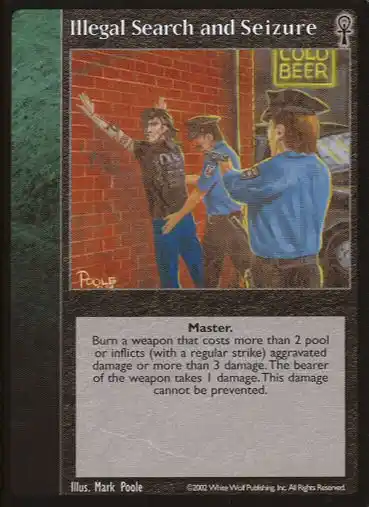 Illegal Search and Seizure
COLD
BEER
POOLE
Master.
Burn a weapon that costs more than 2 pool
or inflicts (with a regular strike) aggravated
damage or more than 3 damage. The bearer
of the weapon takes 1 damage. This damage
cannot be prevented.
Illus. Mark Poole
©2002 White Wolf Publishing, Inc. All Rights Reserved.